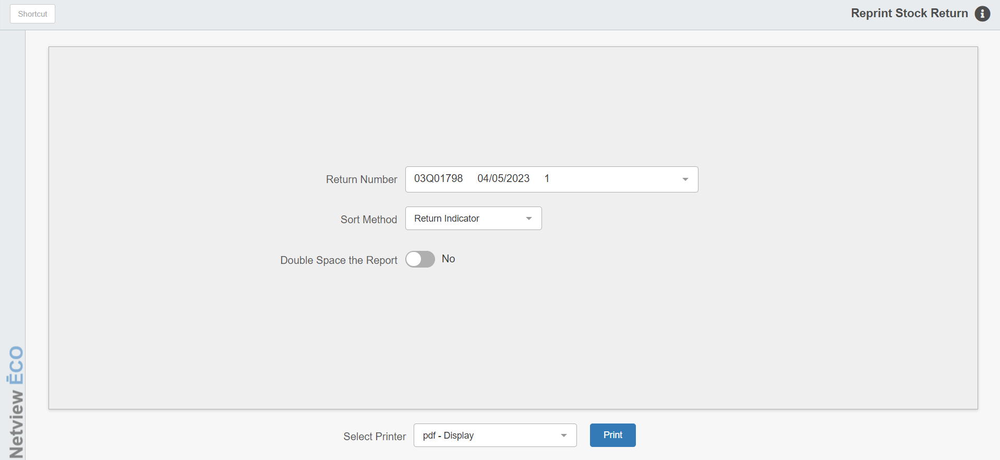 Shortcut
Reprint Stock Return
Return Number 03Q01798 04/05/2023 1
Sort Method Return Indicator
Double Space the Report No
Netview ĒCO
Select Printer pdf - Display Print